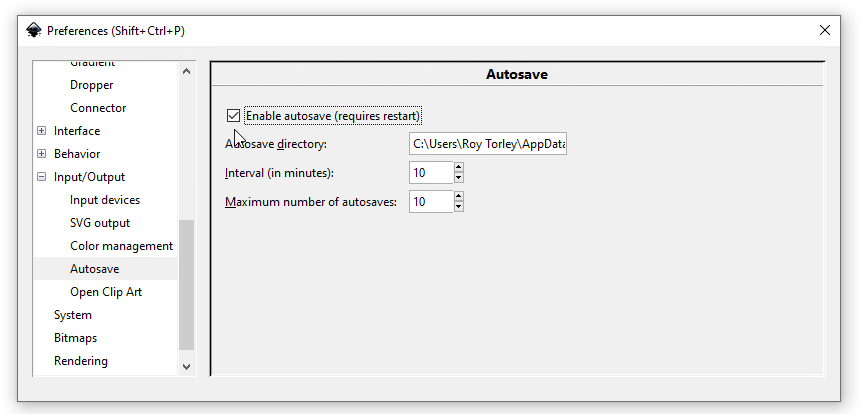 Preferences (Shift+Ctrl+P)
Gradient
Dropper
Connector
Interface
Behavior
Input/Output
Input devices
SVG output
Color management
Autosave
Open Clip Art
System
Bitmaps
Rendering
Autosave
Enable autosave (requires restart)
Autosave directory: C:\Users\Roy Torley\AppData
Interval (in minutes): 10
Maximum number of autosaves: 10